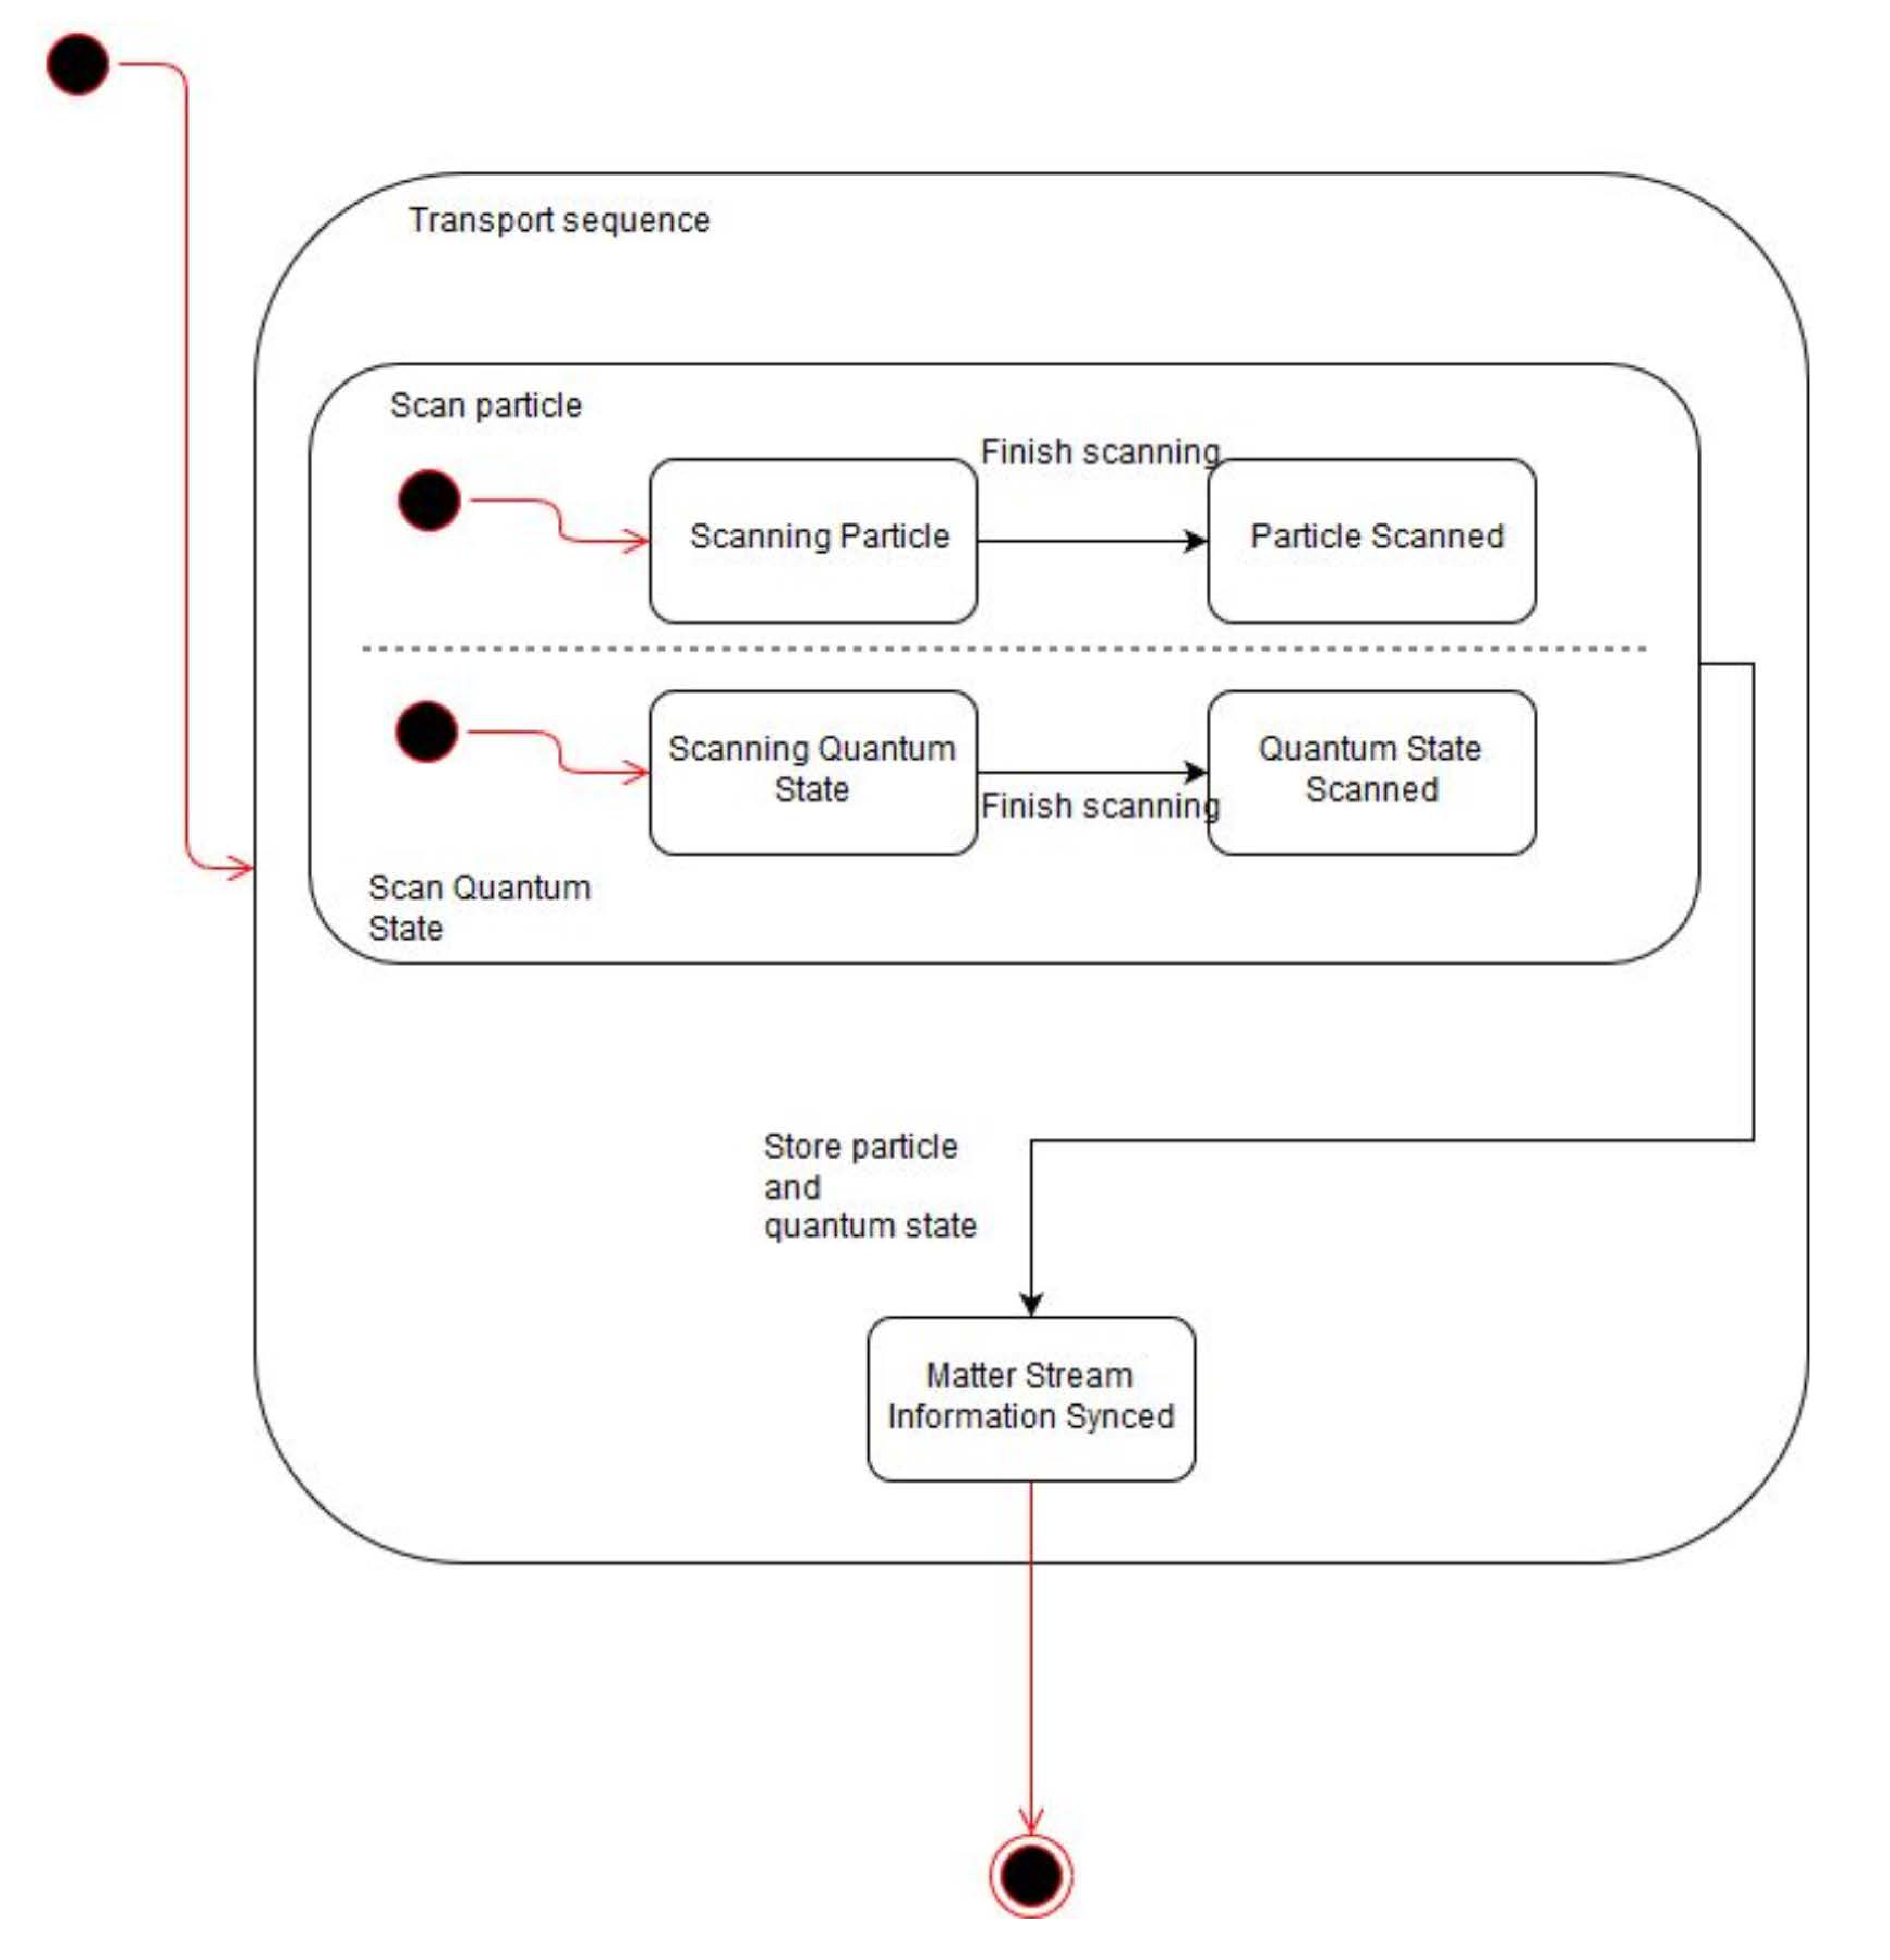 Transport sequence
Scan particle
Finish scanning
Scanning Particle
Particle Scanned
Scanning Quantum
State
Quantum State
Scanned
Finish scanning
Scan Quantum
State
Store particle
and
quantum state
Matter Stream
Information Synced